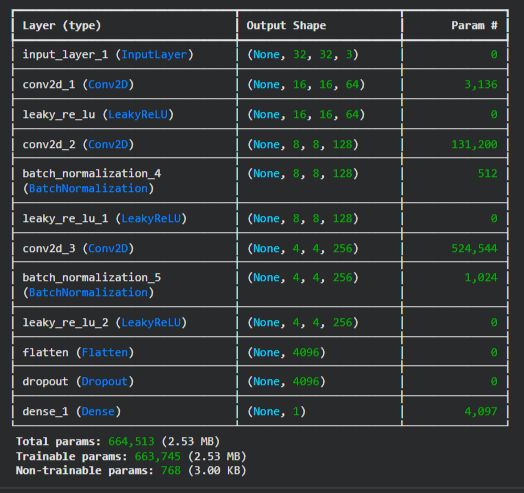 Layer (type) Output Shape Param #
input_layer_1 (InputLayer) (None, 32, 32, 3) 0
conv2d_1 (Conv2D) (None, 16, 16, 64) 3,136
leaky_re_lu (LeakyReLU) (None, 16, 16, 64) 0
conv2d_2 (Conv2D) (None, 8, 8, 128) 131,200
batch_normalization_4 (None, 8, 8, 128) 512
(BatchNormalization)
leaky_re_lu_1 (LeakyReLU) (None, 8, 8, 128) 0
conv2d_3 (Conv2D) (None, 4, 4, 256) 524,544
batch_normalization_5 (None, 4, 4, 256) 1,024
(BatchNormalization)
leaky_re_lu_2 (LeakyReLU) (None, 4, 4, 256) 0
flatten (Flatten) (None, 4096) 0
dropout (Dropout) (None, 4096) 0
dense_1 (Dense) (None, 1) 4,097
Total params: 664,513 (2.53 MB)
Trainable params: 663,745 (2.53 MB)
Non-trainable params: 768 (3.00 KB)